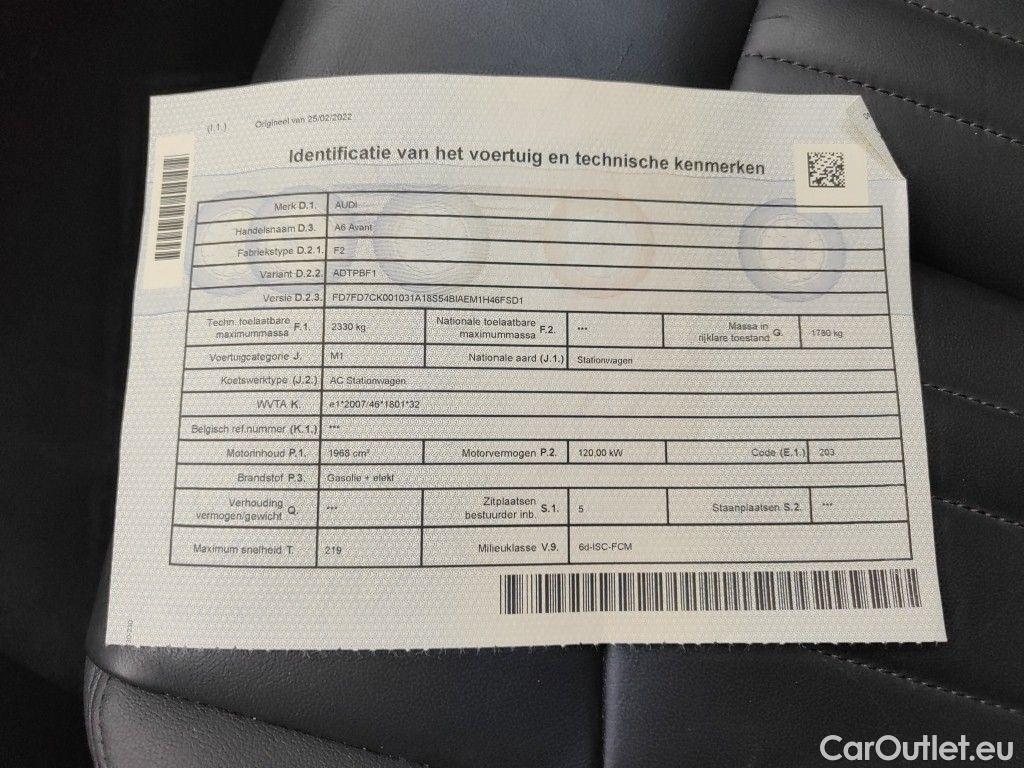 (I.1.) Origineel van 25/02/2022
Identificatie van het voertuig en technische kenmerken
Merk D.1. AUDI
Handelsnaam D.3. A6 Avant
Fabriekstype D.2.1. F2
Variant D.2.2. ADTPBF1
Versie D.2.3. FD7FD7CK001031A18S54BIAEM1H46FSD1
Techn. toelaatbare maximummassa F.1. 2330 kg Nationale toelaatbare maximummassa F.2. *** Massa in rijklare toestand G. 1780 kg
Voertuigcategorie J. M1 Nationale aard (J.1.) Stationwagen
Koetswerktype (J.2.) AC Stationwagen
WVTA K. e1*2007/46*1801*32
Belgisch ref.nummer (K.1.) ***
Motorinhoud P.1. 1968 cm³ Motorvermogen P.2. 120,00 kW Code (E.1.) 203
Brandstof P.3. Gasolie + elekt
Verhouding vermogen/gewicht Q. *** Zitplaatsen bestuurder inb. S.1. 5 Staanplaatsen S.2. ***
Maximum snelheid T. 219 Milieuklasse V.9. 6d-ISC-FCM
CarOutlet.eu